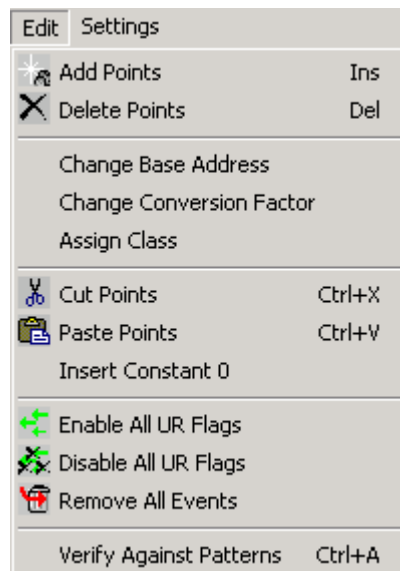 Edit Settings
Add Points Ins
Delete Points Del
Change Base Address
Change Conversion Factor
Assign Class
Cut Points Ctrl+X
Paste Points Ctrl+V
Insert Constant 0
Enable All UR Flags
Disable All UR Flags
Remove All Events
Verify Against Patterns Ctrl+A